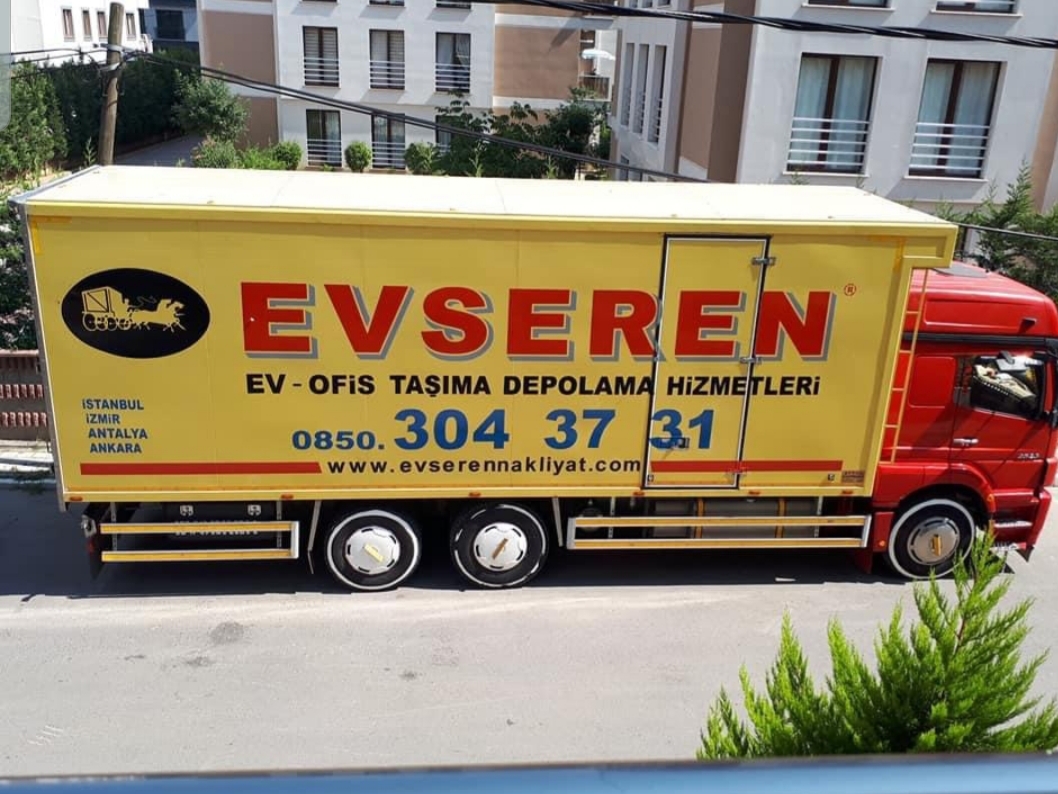 EVSEREN®
EV - OFiS TAŞIMA DEPOLAMA HiZMETLERi
iSTANBUL
iZMiR
ANTALYA
ANKARA
0850. 304 37 31
www.evserennakliyat.com